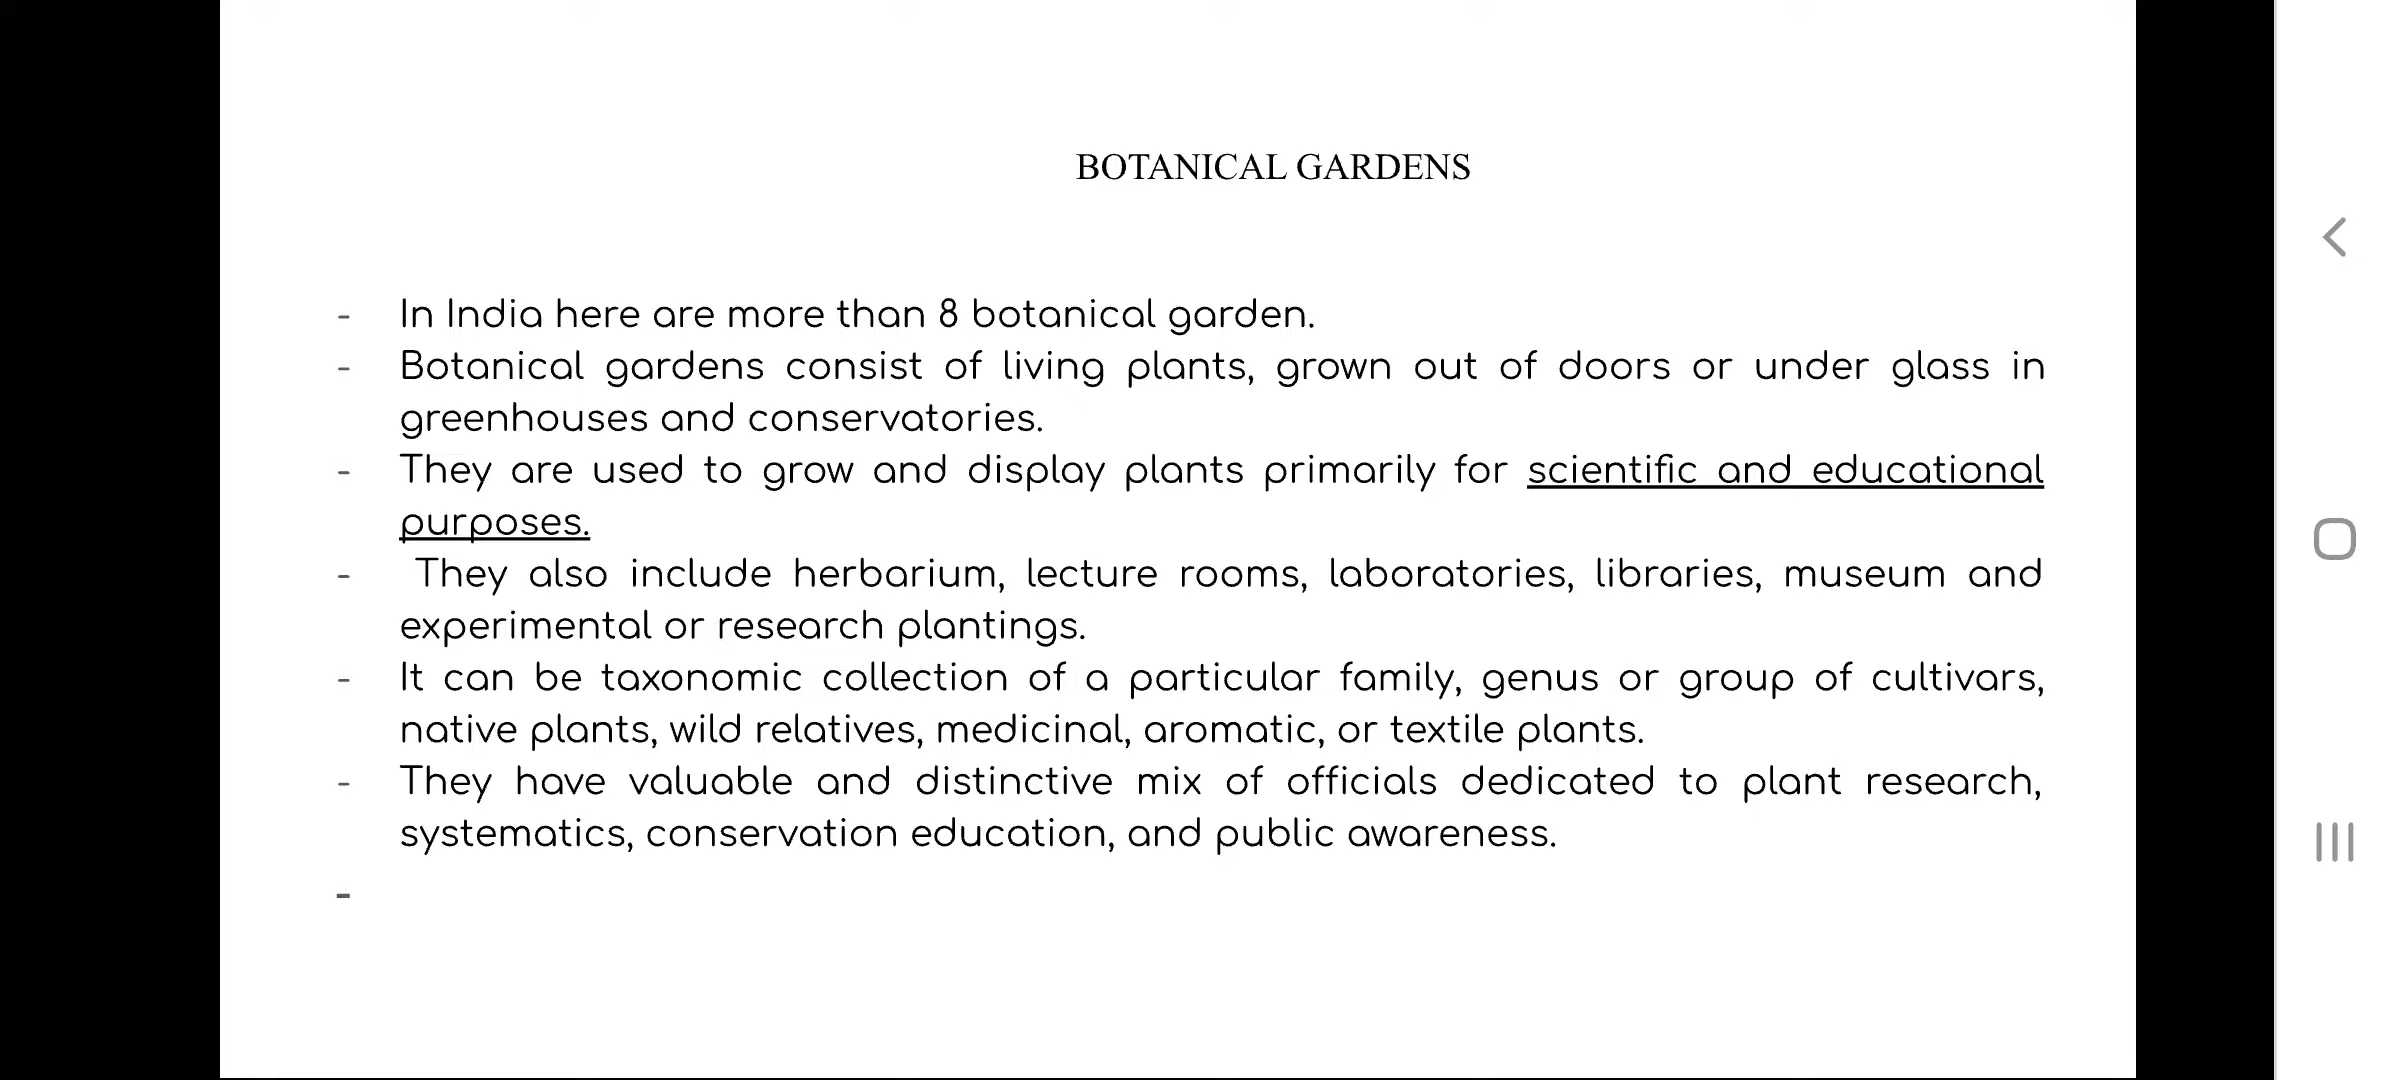 BOTANICAL GARDENS
- In India here are more than 8 botanical garden.
- Botanical gardens consist of living plants, grown out of doors or under glass in
greenhouses and conservatories.
- They are used to grow and display plants primarily for scientific and educational
purposes.
- They also include herbarium, lecture rooms, laboratories, libraries, museum and
experimental or research plantings.
- It can be taxonomic collection of a particular family, genus or group of cultivars,
native plants, wild relatives, medicinal, aromatic, or textile plants.
- They have valuable and distinctive mix of officials dedicated to plant research,
systematics, conservation education, and public awareness.
-